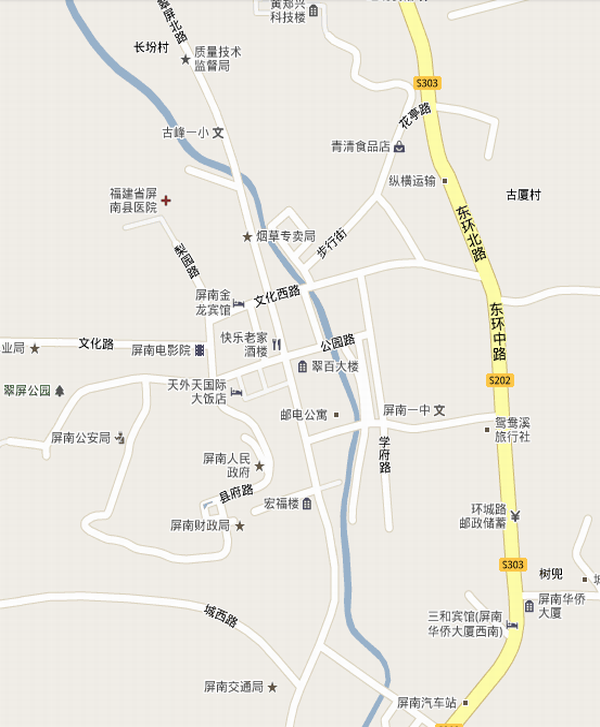 黄郑兴
科技楼
翠屏北路
长坋村
质量技术
监督局
S303
花亭路
古峰一小
青清食品店
纵横运输
古厦村
福建省屏
南县医院
东环北路
烟草专卖局
步行街
梨园路
屏南金
龙宾馆
文化西路
东环中路
业局
文化路
屏南电影院
快乐老家
酒楼
公园路
翠百大楼
S202
翠屏公园
天外天国际
大饭店
邮电公寓
屏南一中
鸳鸯溪
旅行社
屏南公安局
学府路
屏南人民
政府
县府路
宏福楼
屏南财政局
环城路
邮政储蓄
S303
树兜
屏南华侨
大厦
城西路
三和宾馆(屏南
华侨大厦西南)
屏南交通局
屏南汽车站